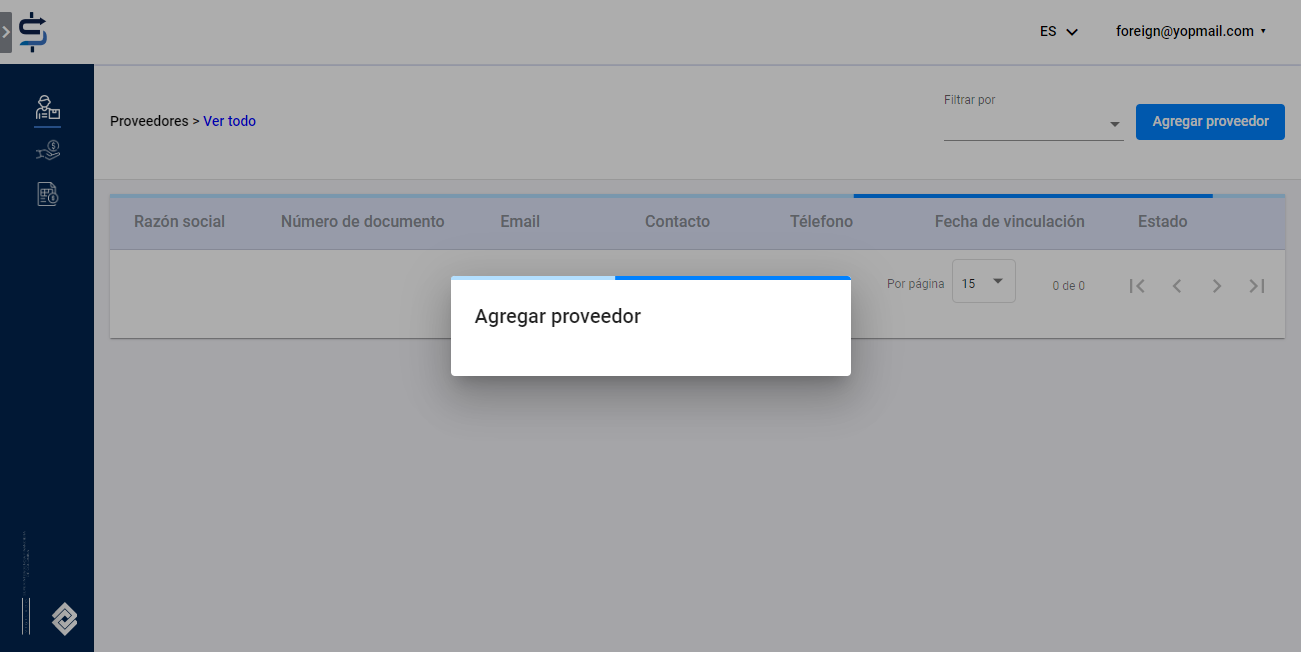 ES
foreign@yopmail.com
Proveedores > Ver todo
Filtrar por
Agregar proveedor
Razón social
Número de documento
Email
Contacto
Télefono
Fecha de vinculación
Estado
Por página
15
0 de 0
Agregar proveedor